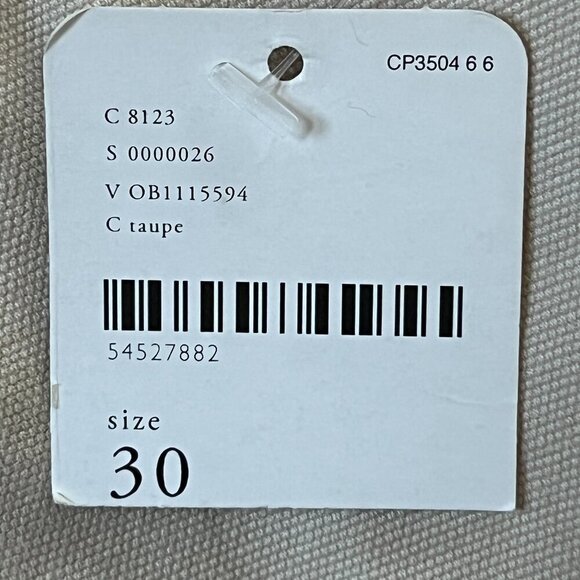 CP3504 6 6
C 8123
S 0000026
V OB1115594
C taupe
54527882
size
30